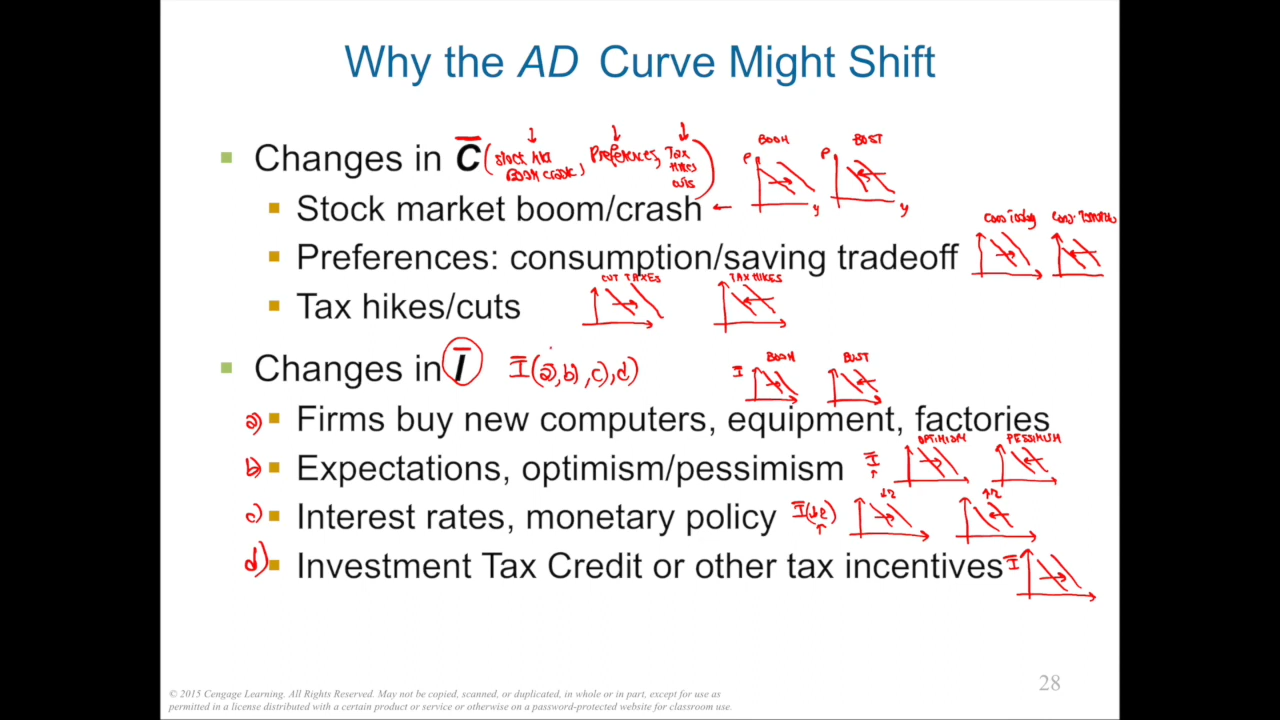 Why the AD Curve Might Shift
Changes in C̅ (Stock Mkt Boom crash, Preferences, Tax Hikes cuts)
BOOM
BUST
P
y
P
y
Stock market boom/crash
Cons Today
Preferences: consumption/saving tradeoff
CUT TAXES
TAX HIKES
Tax hikes/cuts
Changes in I̅ I̅(a), b), c), d)
I̅
BOOM
BUST
a) Firms buy new computers, equipment, factories
OPTIMISM
PESSIMISM
b) Expectations, optimism/pessimism I̅
c) Interest rates, monetary policy
↓r
↑r
d) Investment Tax Credit or other tax incentives I̅
28
© 2015 Cengage Learning. All Rights Reserved. May not be copied, scanned, or duplicated, in whole or in part, except for use as
permitted in a license distributed with a certain product or service or otherwise on a password-protected website for classroom use.